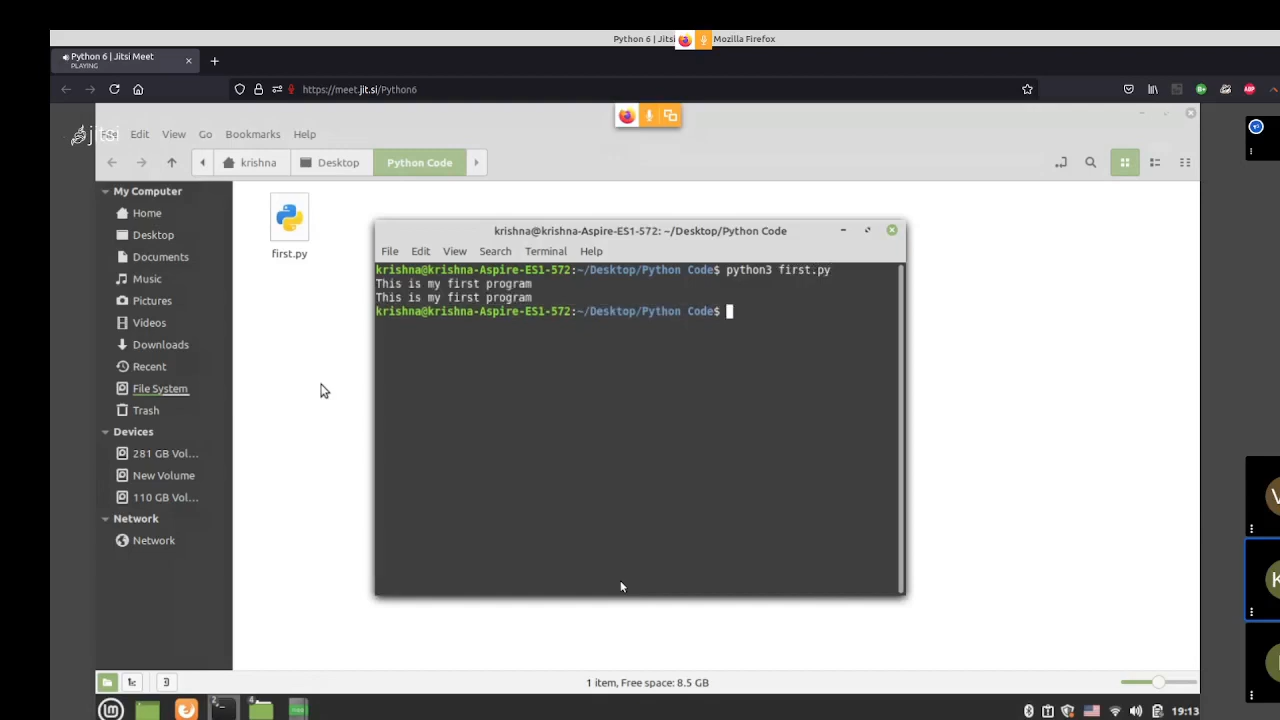 Python 6 | Jitsi Mozilla Firefox
Python 6 | Jitsi Meet
PLAYING
https://meet.jit.si/Python6
jitsi
Edit View Go Bookmarks Help
krishna Desktop Python Code
My Computer
Home
Desktop
Documents
Music
Pictures
Videos
Downloads
Recent
File System
Trash
Devices
281 GB Vol...
New Volume
110 GB Vol...
Network
Network
first.py
krishna@krishna-Aspire-ES1-572: ~/Desktop/Python Code
File Edit View Search Terminal Help
krishna@krishna-Aspire-ES1-572:~/Desktop/Python Code$ python3 first.py
This is my first program
This is my first program
krishna@krishna-Aspire-ES1-572:~/Desktop/Python Code$
1 item, Free space: 8.5 GB
V
K
19:13